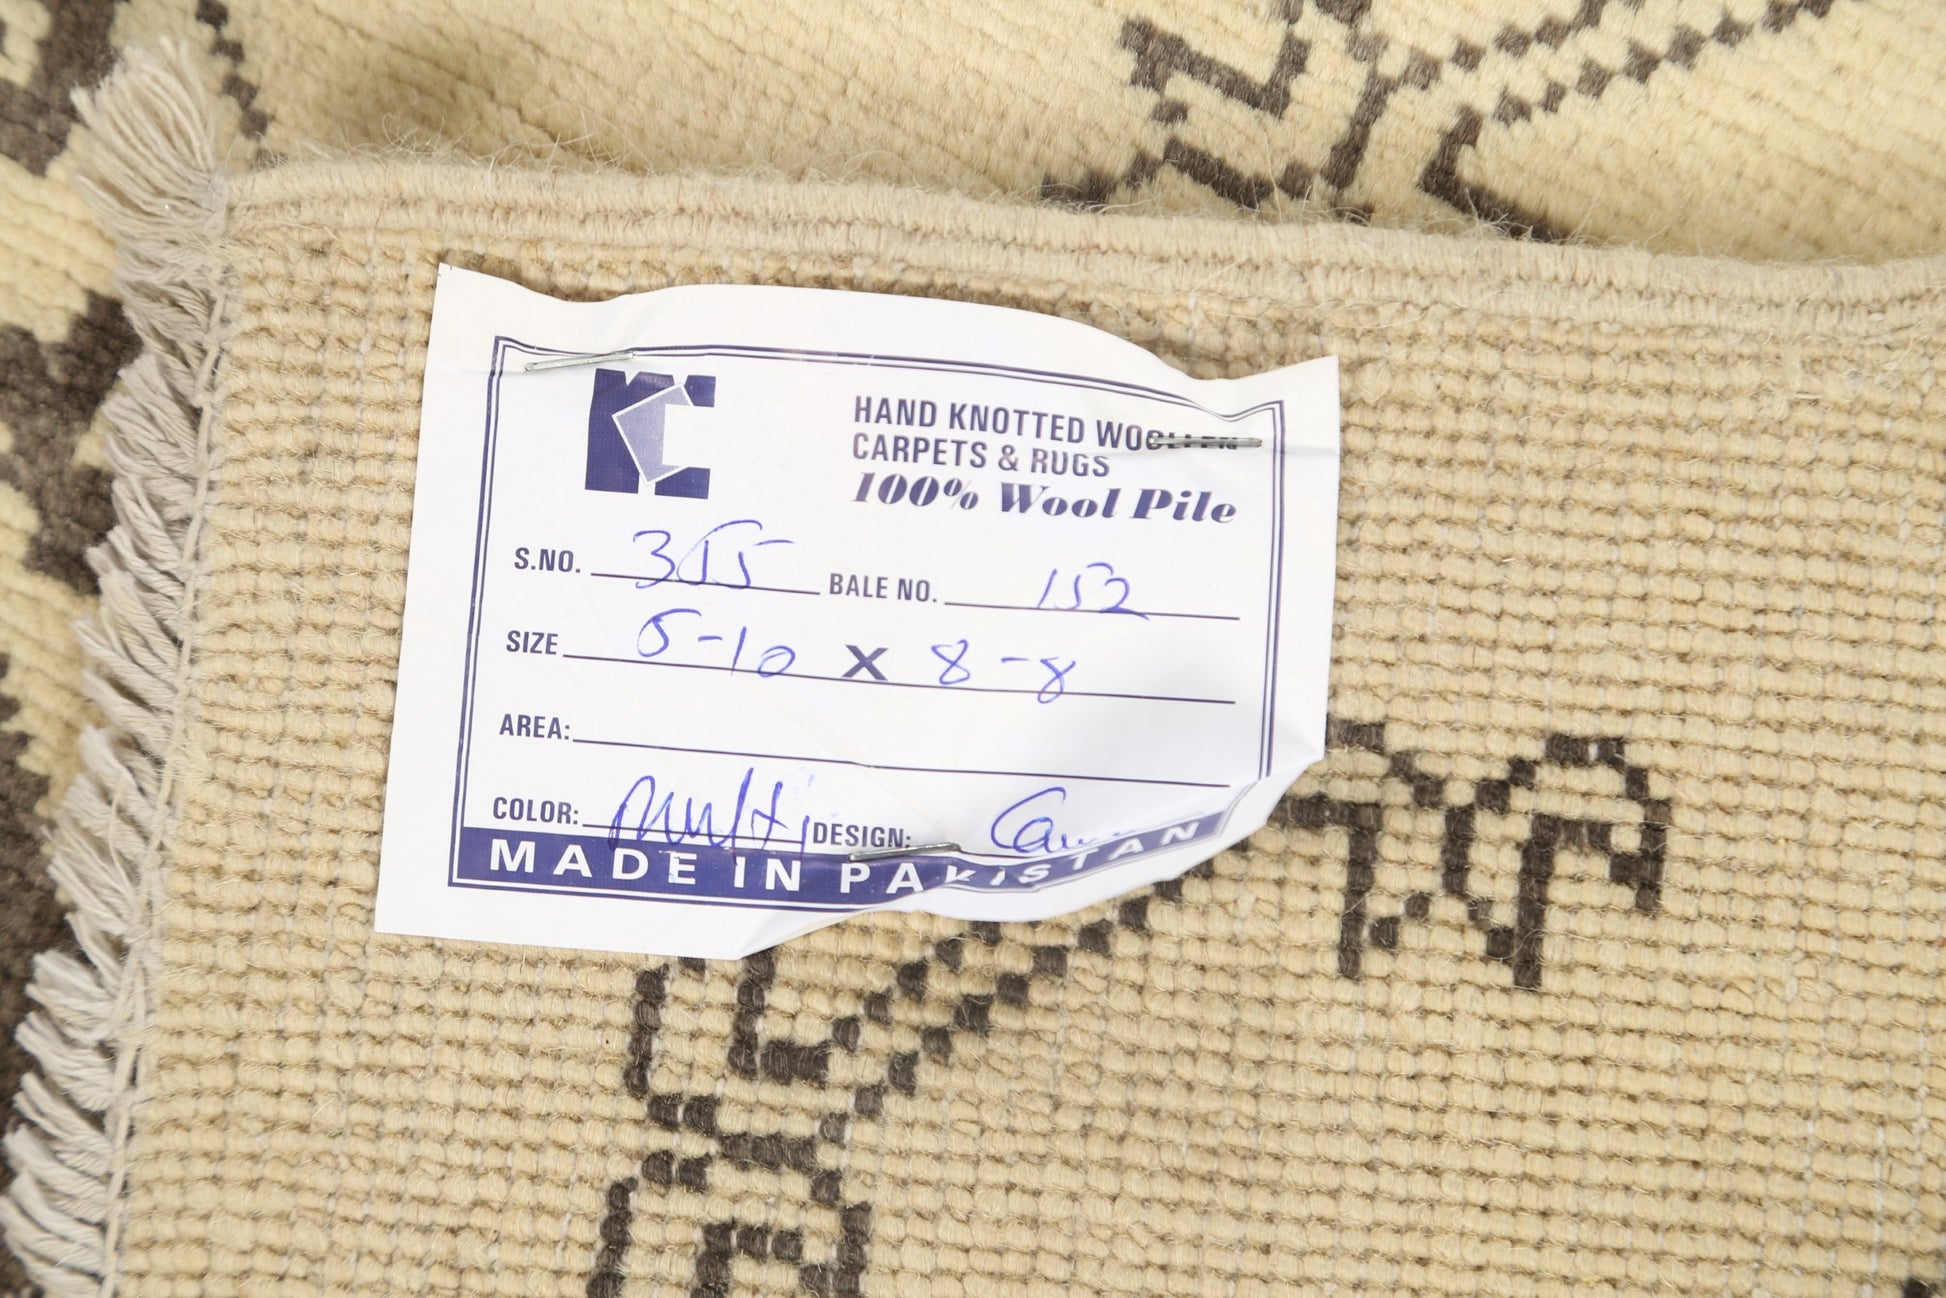 HAND KNOTTED WOOLLEN
CARPETS & RUGS
100% Wool Pile
S.NO. 355 BALE NO. 152
SIZE 5-10 X 8-8
AREA:
COLOR: Multi DESIGN:
MADE IN PAKISTAN